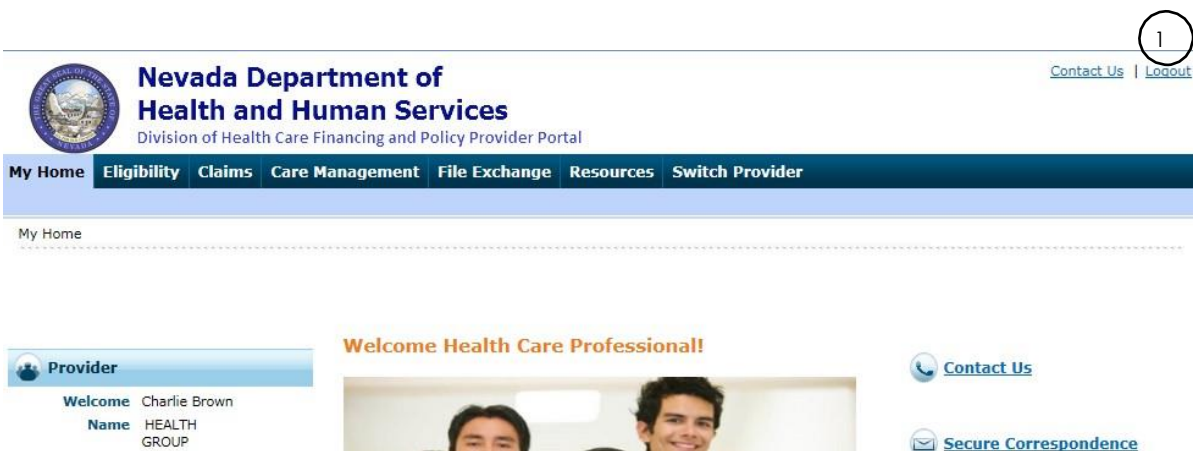 1
Contact Us | Logout
Nevada Department of
Health and Human Services
Division of Health Care Financing and Policy Provider Portal
My Home Eligibility Claims Care Management File Exchange Resources Switch Provider
My Home
Provider
Welcome Charlie Brown
Name HEALTH
GROUP
Welcome Health Care Professional!
Contact Us
Secure Correspondence